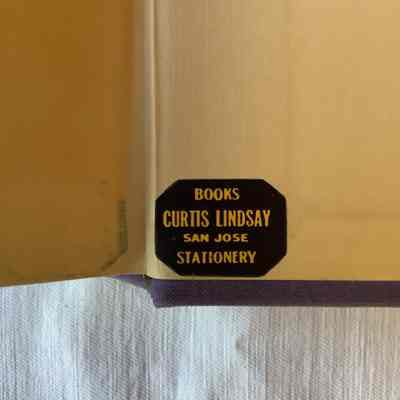 BOOKS
CURTIS LINDSAY
SAN JOSE
STATIONERY